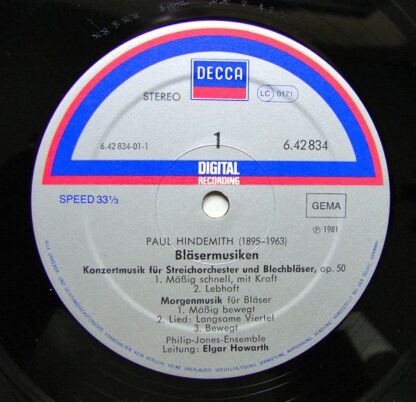 DECCA
STEREO
LC 0171
1
6.42 834-01-1
6.42834
DIGITAL
RECORDING
SPEED 33⅓
GEMA
℗ 1981
PAUL HINDEMITH (1895-1963)
Bläsermusiken
Konzertmusik für Streichorchester und Blechbläser, op. 50
1. Mäßig schnell, mit Kraft
2. Lebhaft
Morgenmusik für Bläser
1. Mäßig bewegt
2. Lied: Langsame Viertel
3. Bewegt
Philip-Jones-Ensemble
Leitung: Elgar Howarth